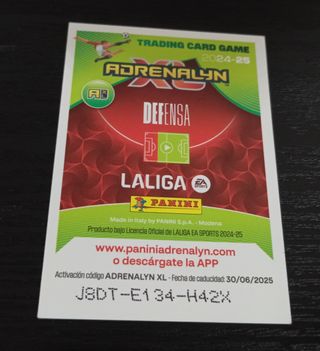 TRADING CARD GAME
2024-25
ADRENALYN
XL
DEFENSA
LALIGA EA SPORTS
PANINI
Made in Italy by PANINI S.p.A. - Modena
Producto bajo Licencia Oficial de LALIGA EA SPORTS 2024-25
www.paniniadrenalyn.com
o descárgate la APP
Activación código ADRENALYN XL - Fecha de caducidad: 30/06/2025
J8DT-E134-H42X